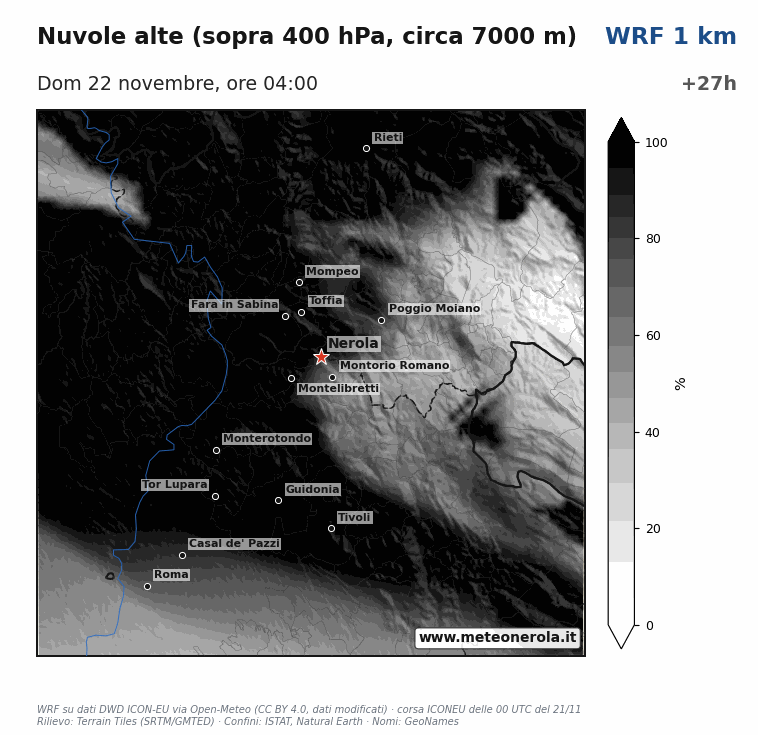 Nuvole alte (sopra 400 hPa, circa 7000 m) WRF 1 km
Dom 22 novembre, ore 04:00 +27h
Rieti
100
80
60
40
20
0
%
Mompeo
Toffia
Fara in Sabina
Poggio Moiano
Nerola
Montorio Romano
Montelibretti
Monterotondo
Tor Lupara
Guidonia
Tivoli
Casal de' Pazzi
Roma
www.meteonerola.it
WRF su dati DWD ICON-EU via Open-Meteo (CC BY 4.0, dati modificati) · corsa ICONEU delle 00 UTC del 21/11
Rilievo: Terrain Tiles (SRTM/GMTED) · Confini: ISTAT, Natural Earth · Nomi: GeoNames